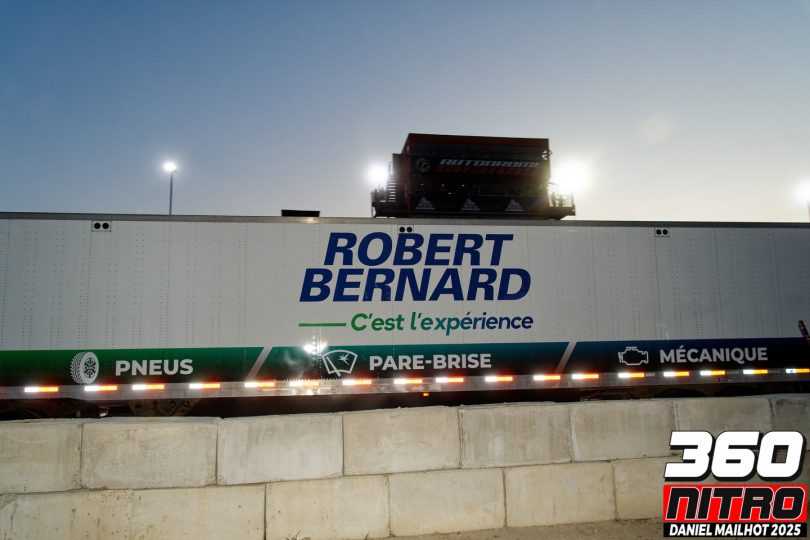 AUTODROME
ROBERT
BERNARD
C'est l'expérience
PNEUS
PARE-BRISE
MÉCANIQUE
360
NITRO
DANIEL MAILHOT 2025